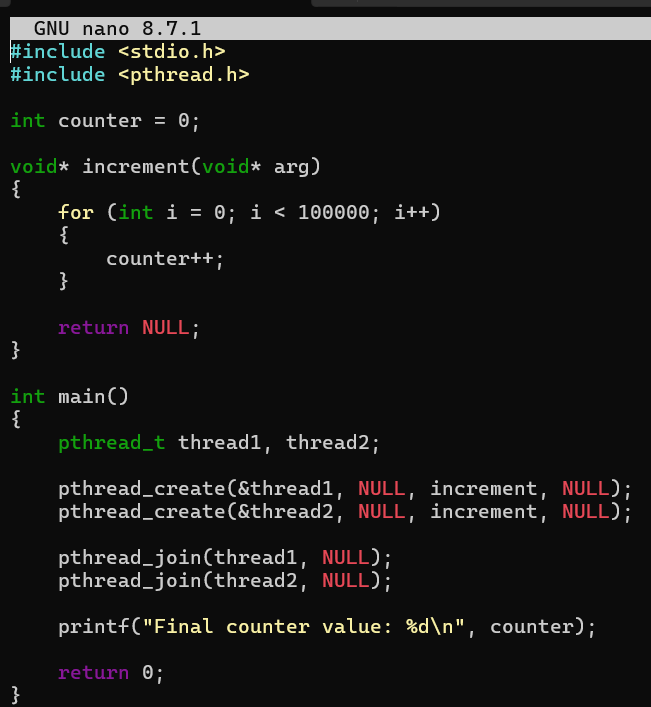 GNU nano 8.7.1
#include <stdio.h>
#include <pthread.h>

int counter = 0;

void* increment(void* arg)
{
    for (int i = 0; i < 100000; i++)
    {
        counter++;
    }

    return NULL;
}

int main()
{
    pthread_t thread1, thread2;

    pthread_create(&thread1, NULL, increment, NULL);
    pthread_create(&thread2, NULL, increment, NULL);

    pthread_join(thread1, NULL);
    pthread_join(thread2, NULL);

    printf("Final counter value: %d\n", counter);

    return 0;
}